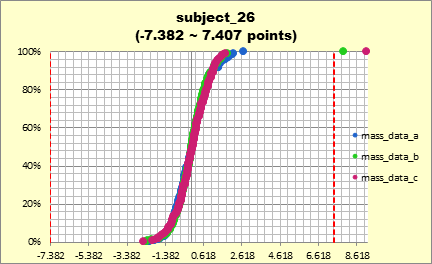 subject_26
(-7.382 ~ 7.407 points)
100%
80%
60%
40%
20%
0%
mass_data_a
mass_data_b
mass_data_c
-7.382 -5.382 -3.382 -1.382 0.618 2.618 4.618 6.618 8.618